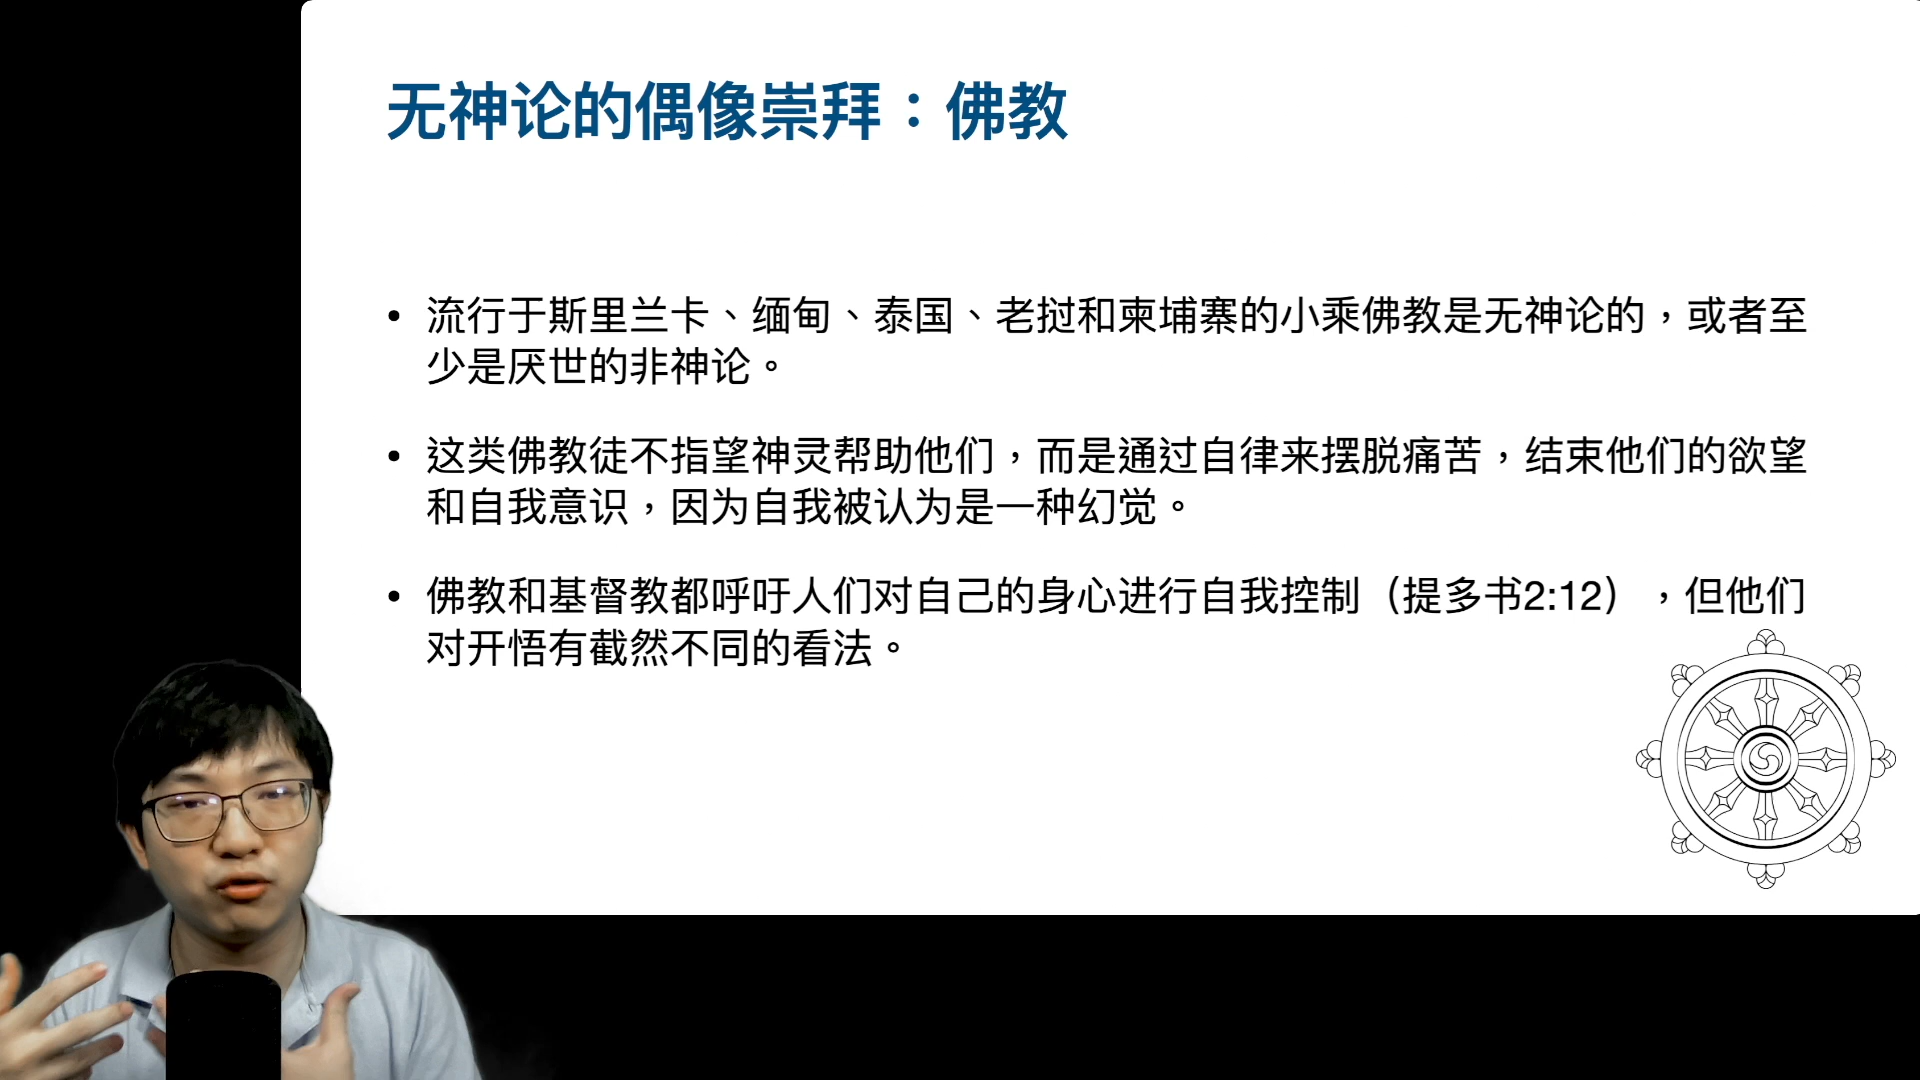 无神论的偶像崇拜：佛教
• 流行于斯里兰卡、缅甸、泰国、老挝和柬埔寨的小乘佛教是无神论的，或者至
少是厌世的非神论。
• 这类佛教徒不指望神灵帮助他们，而是通过自律来摆脱痛苦，结束他们的欲望
和自我意识，因为自我被认为是一种幻觉。
• 佛教和基督教都呼吁人们对自己的身心进行自我控制（提多书2:12），但他们
对开悟有截然不同的看法。